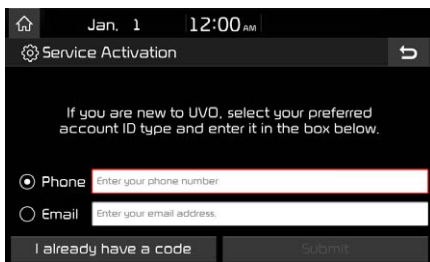 Jan. 1 12:00 AM
Service Activation
If you are new to UVO, select your preferred
account ID type and enter it in the box below.
Phone Enter your phone number
Email Enter your email address.
I already have a code Submit